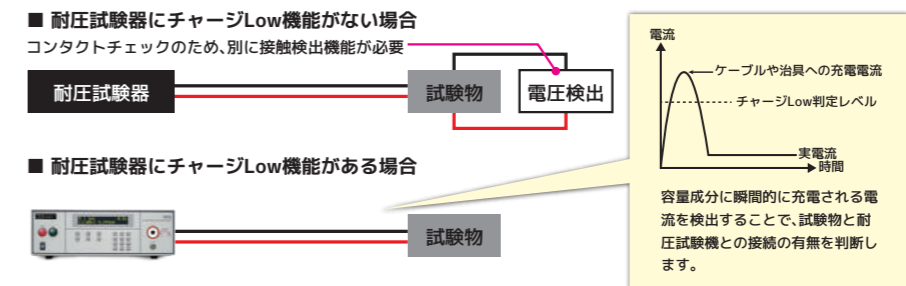 ■ 耐圧試験器にチャージLow機能がない場合
コンタクトチェックのため、別に接触検出機能が必要
耐圧試験器
試験物
電圧検出
■ 耐圧試験器にチャージLow機能がある場合
試験物
電流
ケーブルや治具への充電電流
チャージLow判定レベル
実電流
時間
容量成分に瞬間的に充電される電
流を検出することで、試験物と耐
圧試験機との接続の有無を判断し
ます。